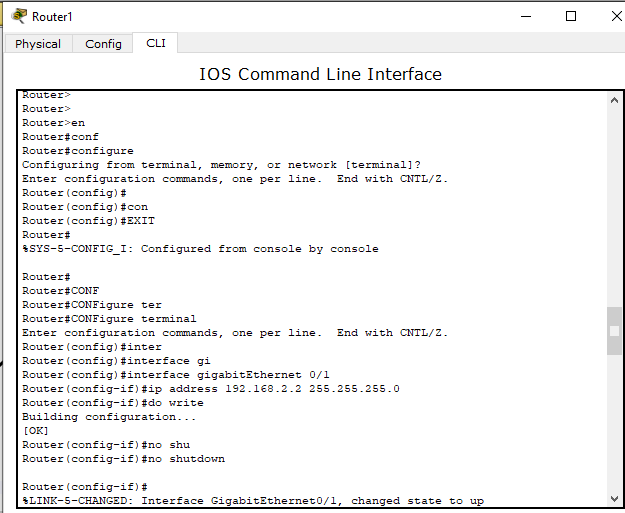 Router1
Physical Config CLI
IOS Command Line Interface
Router>
Router>
Router>en
Router#conf
Router#configure
Configuring from terminal, memory, or network [terminal]?
Enter configuration commands, one per line.  End with CNTL/Z.
Router(config)#
Router(config)#con
Router(config)#EXIT
Router#
%SYS-5-CONFIG_I: Configured from console by console
Router#
Router#CONF
Router#CONFigure ter
Router#CONFigure terminal
Enter configuration commands, one per line.  End with CNTL/Z.
Router(config)#inter
Router(config)#interface gi
Router(config)#interface gigabitEthernet 0/1
Router(config-if)#ip address 192.168.2.2 255.255.255.0
Router(config-if)#do write
Building configuration...
[OK]
Router(config-if)#no shu
Router(config-if)#no shutdown
Router(config-if)#
%LINK-5-CHANGED: Interface GigabitEthernet0/1, changed state to up